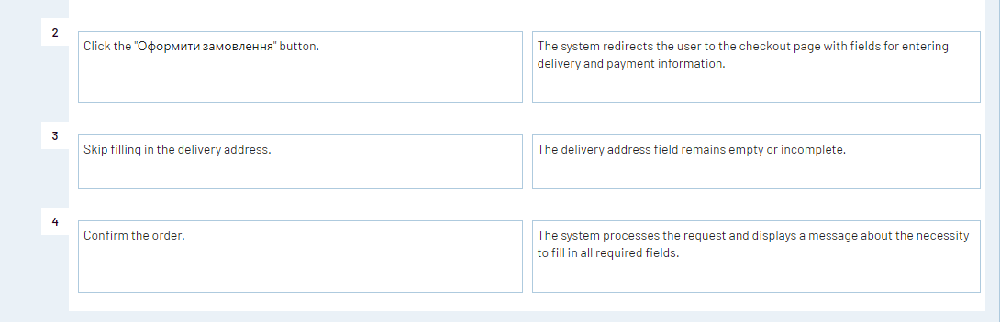 2
Click the "Оформити замовлення" button.
The system redirects the user to the checkout page with fields for entering
delivery and payment information.
3
Skip filling in the delivery address.
The delivery address field remains empty or incomplete.
4
Confirm the order.
The system processes the request and displays a message about the necessity
to fill in all required fields.